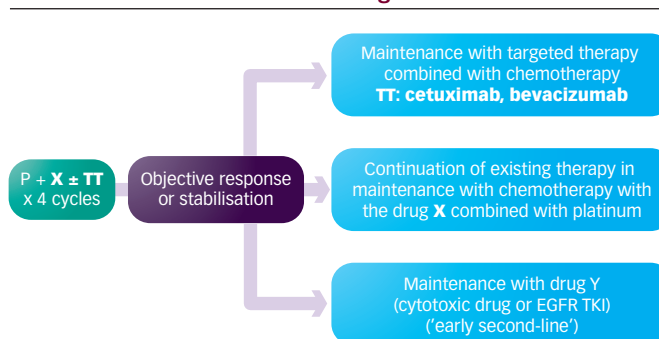 Maintenance with targeted therapy
combined with chemotherapy
TT: cetuximab, bevacizumab
P + X ± TT
x 4 cycles
Objective response
or stabilisation
Continuation of existing therapy in
maintenance with chemotherapy with
the drug X combined with platinum
Maintenance with drug Y
(cytotoxic drug or EGFR TKI)
('early second-line')